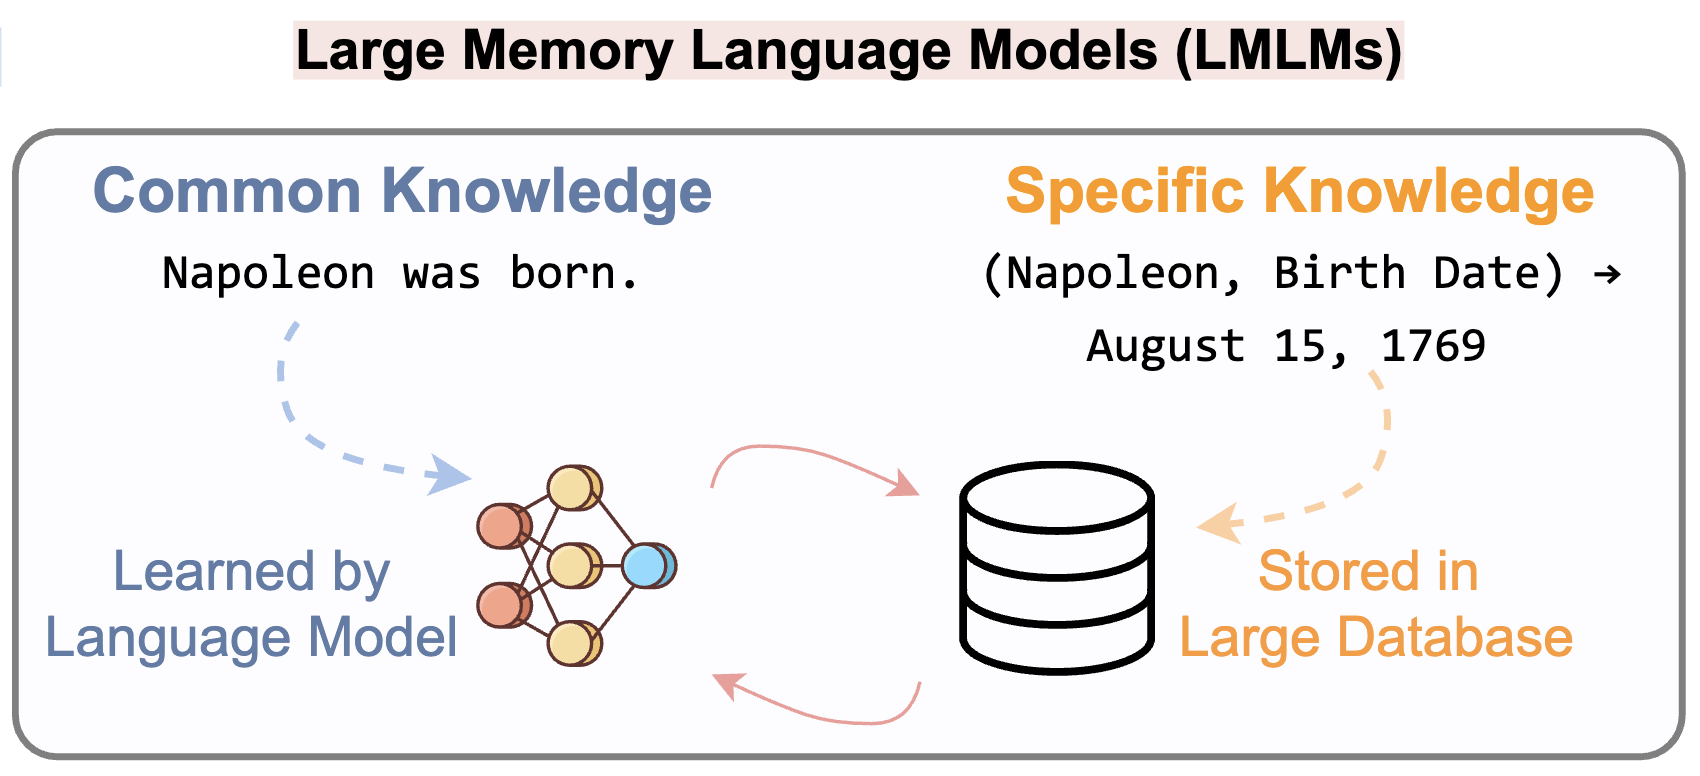 Large Memory Language Models (LMLMs)
Common Knowledge
Napoleon was born.
Learned by
Language Model
Specific Knowledge
(Napoleon, Birth Date) →
August 15, 1769
Stored in
Large Database